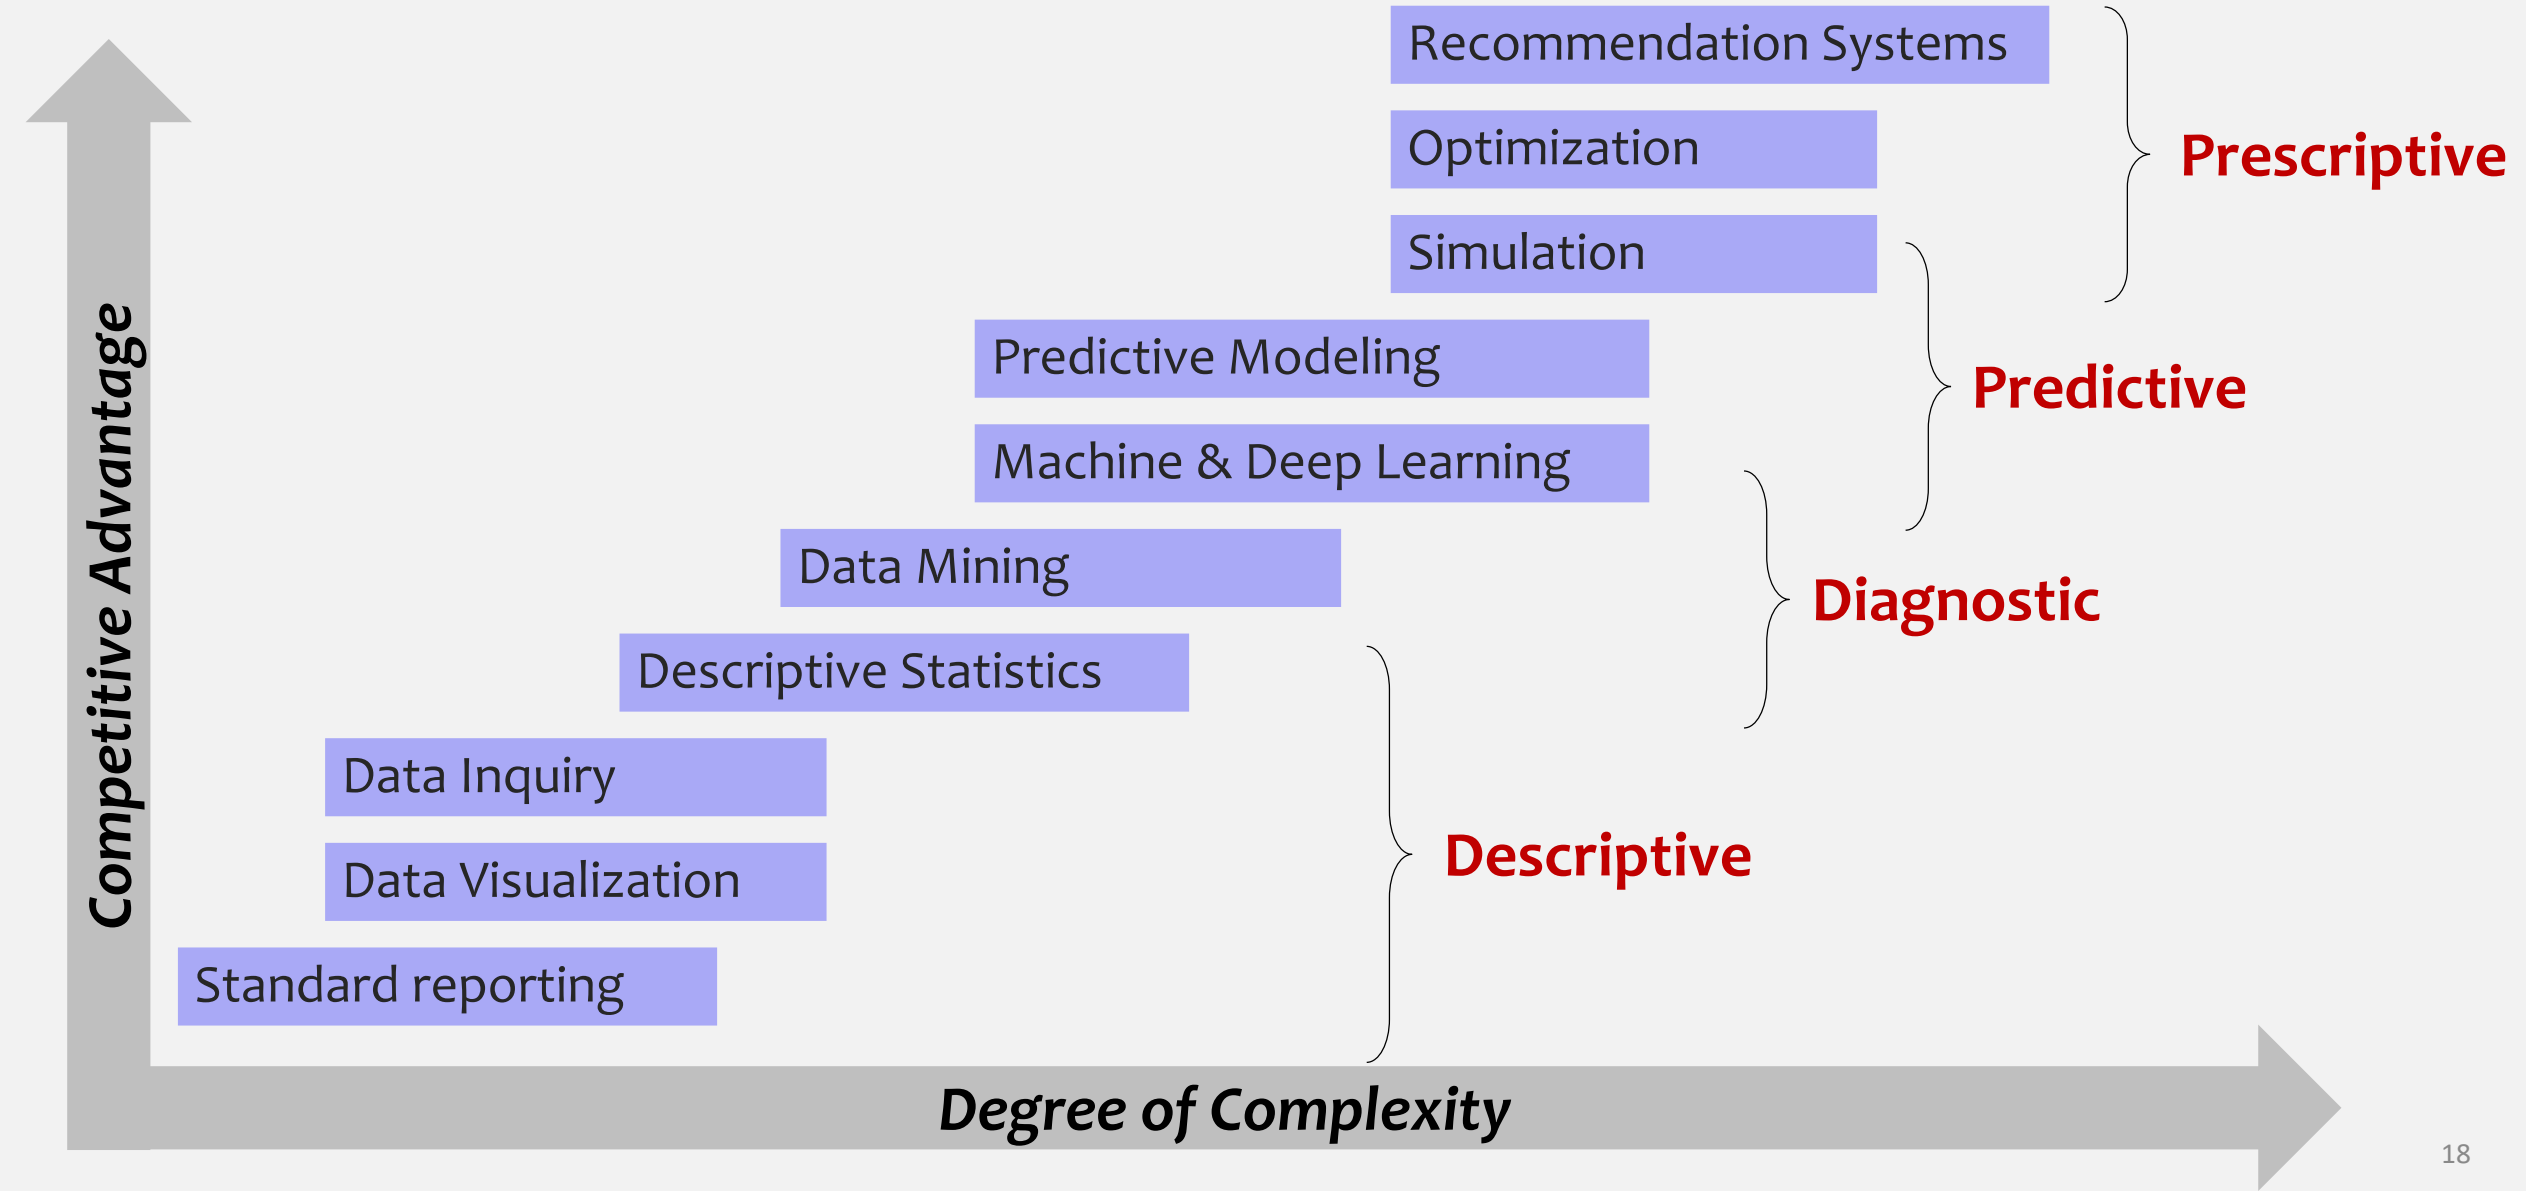 Recommendation Systems
Optimization
Prescriptive
Simulation
Predictive Modeling
Predictive
Machine & Deep Learning
Data Mining
Diagnostic
Descriptive Statistics
Data Inquiry
Descriptive
Data Visualization
Standard reporting
Competitive Advantage
Degree of Complexity
18